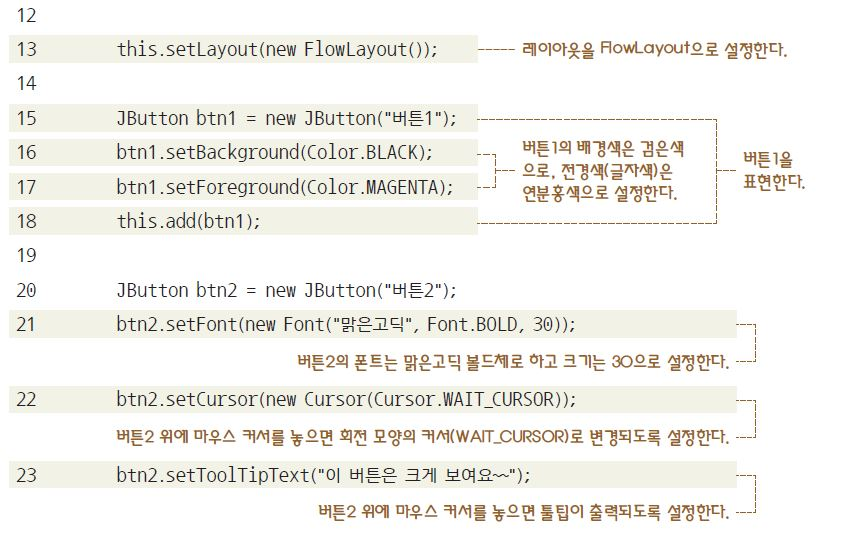 12
13 this.setLayout(new FlowLayout()); 레이아웃을 FlowLayout으로 설정한다.
14
15 JButton btn1 = new JButton("버튼1");
16 btn1.setBackground(Color.BLACK);
17 btn1.setForeground(Color.MAGENTA);
18 this.add(btn1);
버튼1의 배경색은 검은색
으로, 전경색(글자색)은
연분홍색으로 설정한다.
버튼1을
표현한다.
19
20 JButton btn2 = new JButton("버튼2");
21 btn2.setFont(new Font("맑은고딕", Font.BOLD, 30));
버튼2의 폰트는 맑은고딕 볼드체로 하고 크기는 30으로 설정한다.
22 btn2.setCursor(new Cursor(Cursor.WAIT_CURSOR));
버튼2 위에 마우스 커서를 놓으면 회전 모양의 커서(WAIT_CURSOR)로 변경되도록 설정한다.
23 btn2.setToolTipText("이 버튼은 크게 보여요~~");
버튼2 위에 마우스 커서를 놓으면 툴팁이 출력되도록 설정한다.